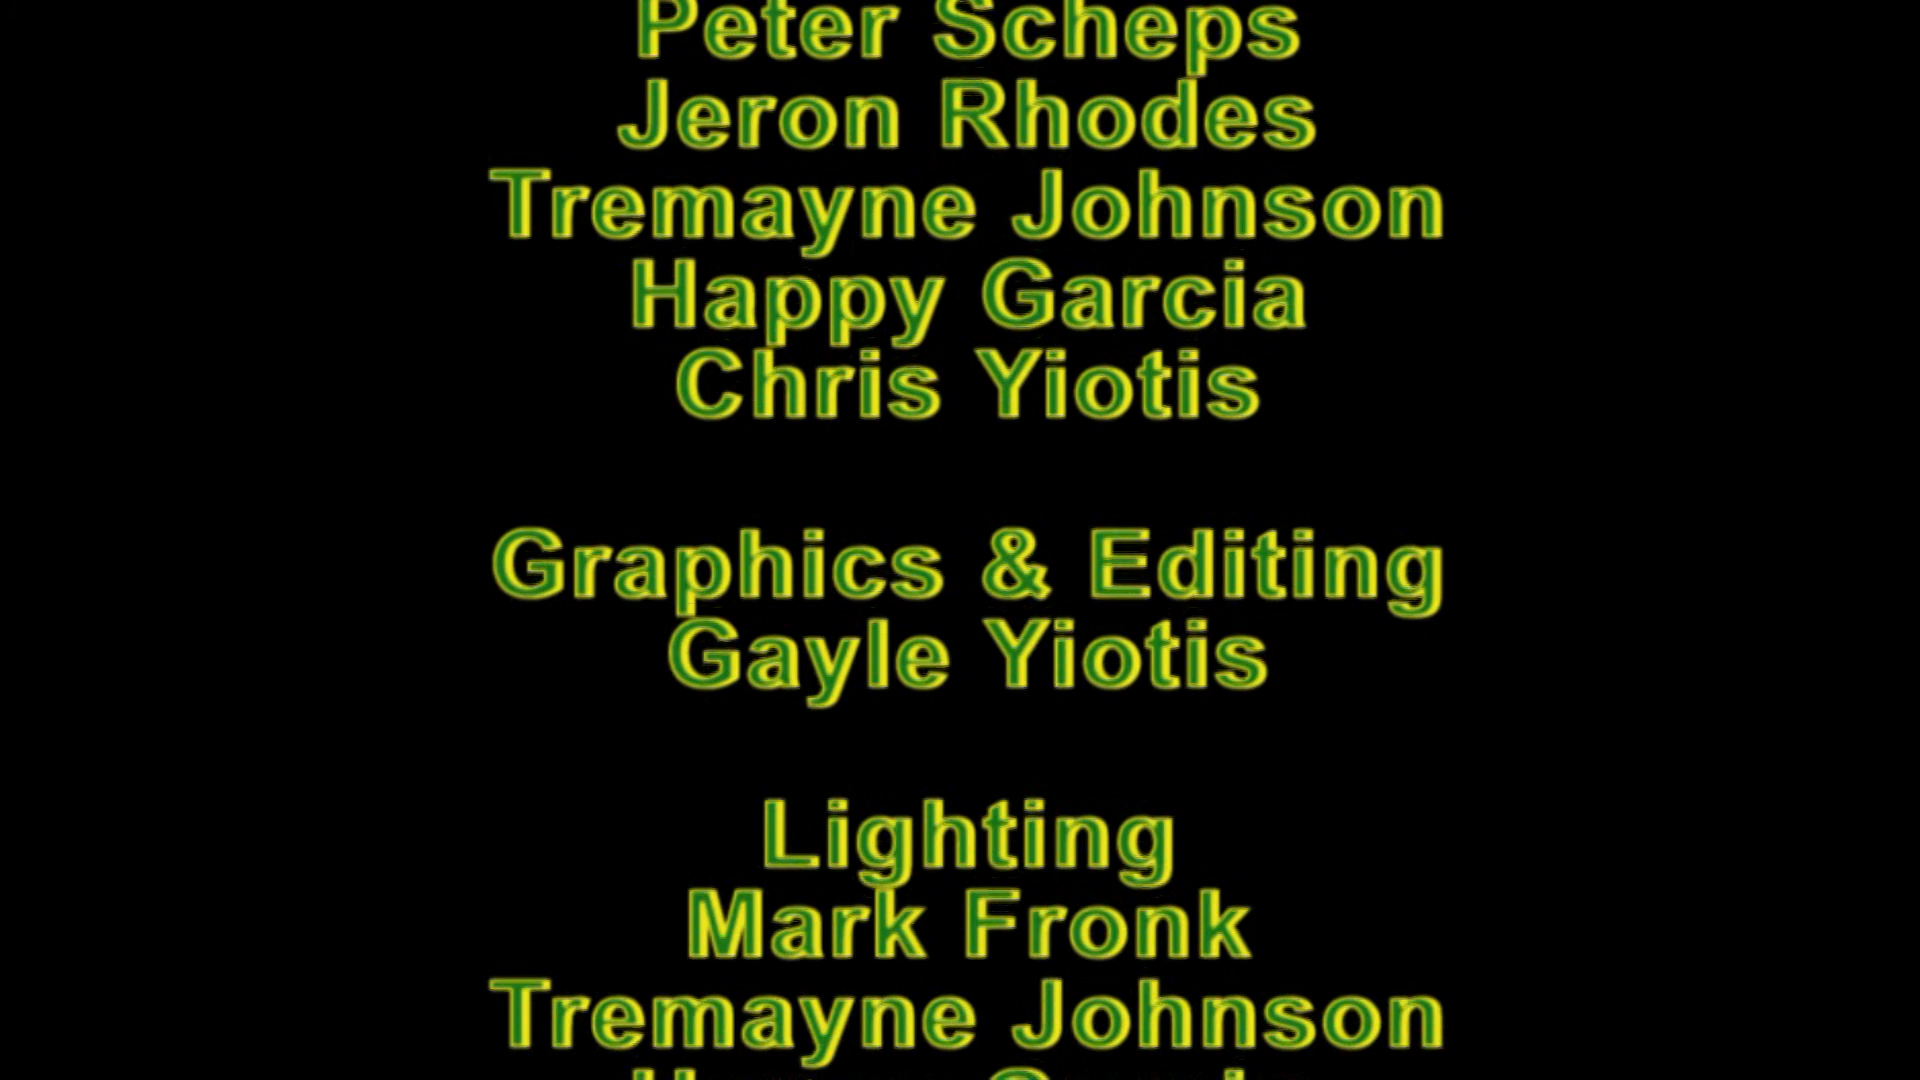 Peter Scheps
Jeron Rhodes
Tremayne Johnson
Happy Garcia
Chris Yiotis
Graphics & Editing
Gayle Yiotis
Lighting
Mark Fronk
Tremayne Johnson